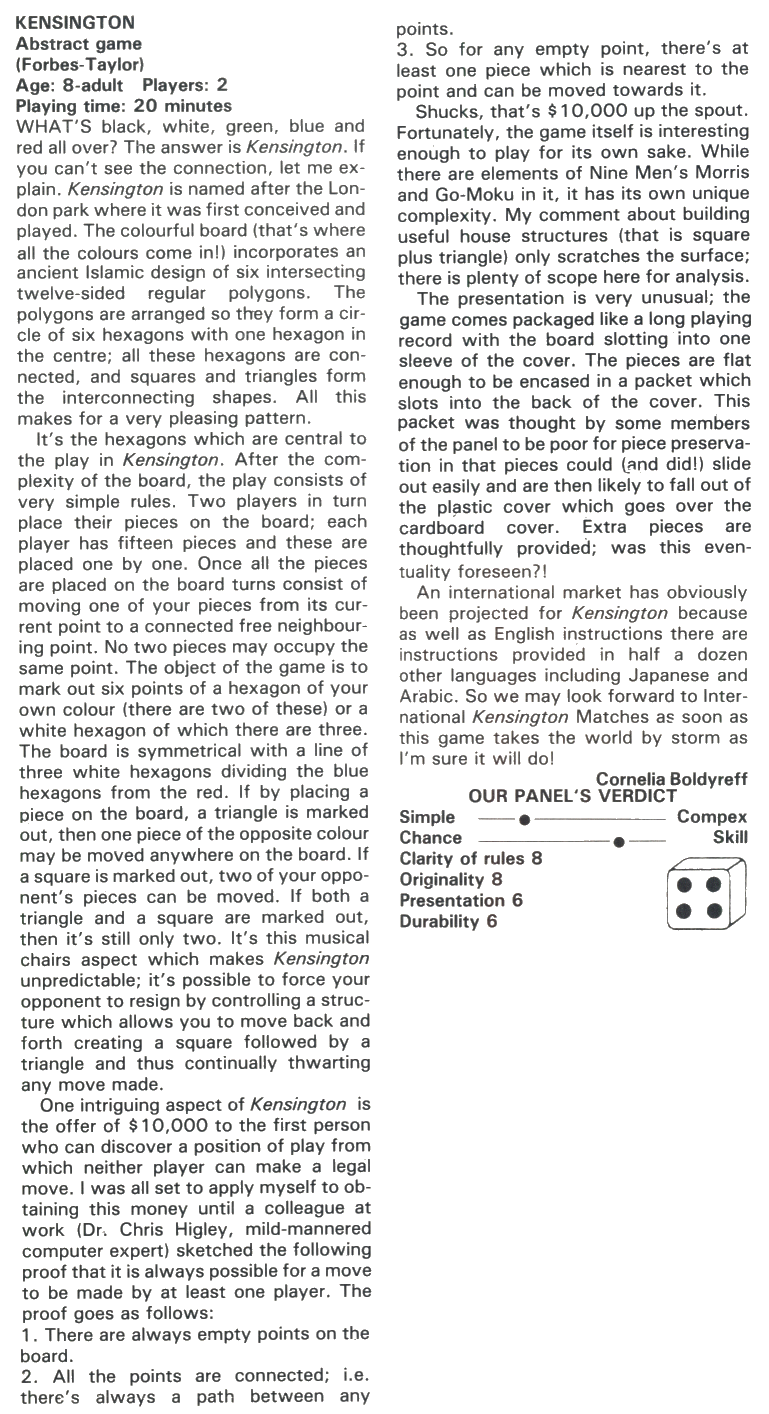 KENSINGTON
Abstract game
(Forbes-Taylor)
Age: 8-adult Players: 2
Playing time: 20 minutes
WHAT'S black, white, green, blue and
red all over? The answer is Kensington. If
you can't see the connection, let me ex-
plain. Kensington is named after the Lon-
don park where it was first conceived and
played. The colourful board (that's where
all the colours come in!) incorporates an
ancient Islamic design of six intersecting
twelve-sided regular polygons. The
polygons are arranged so they form a cir-
cle of six hexagons with one hexagon in
the centre; all these hexagons are con-
nected, and squares and triangles form
the interconnecting shapes. All this
makes for a very pleasing pattern.
It's the hexagons which are central to
the play in Kensington. After the com-
plexity of the board, the play consists of
very simple rules. Two players in turn
place their pieces on the board; each
player has fifteen pieces and these are
placed one by one. Once all the pieces
are placed on the board turns consist of
moving one of your pieces from its cur-
rent point to a connected free neighbour-
ing point. No two pieces may occupy the
same point. The object of the game is to
mark out six points of a hexagon of your
own colour (there are two of these) or a
white hexagon of which there are three.
The board is symmetrical with a line of
three white hexagons dividing the blue
hexagons from the red. If by placing a
piece on the board, a triangle is marked
out, then one piece of the opposite colour
may be moved anywhere on the board. If
a square is marked out, two of your oppo-
nent's pieces can be moved. If both a
triangle and a square are marked out,
then it's still only two. It's this musical
chairs aspect which makes Kensington
unpredictable; it's possible to force your
opponent to resign by controlling a struc-
ture which allows you to move back and
forth creating a square followed by a
triangle and thus continually thwarting
any move made.
One intriguing aspect of Kensington is
the offer of $10,000 to the first person
who can discover a position of play from
which neither player can make a legal
move. I was all set to apply myself to ob-
taining this money until a colleague at
work (Dr. Chris Higley, mild-mannered
computer expert) sketched the following
proof that it is always possible for a move
to be made by at least one player. The
proof goes as follows:
1. There are always empty points on the
board.
2. All the points are connected; i.e.
there's always a path between any
points.
3. So for any empty point, there's at
least one piece which is nearest to the
point and can be moved towards it.
Shucks, that's $10,000 up the spout.
Fortunately, the game itself is interesting
enough to play for its own sake. While
there are elements of Nine Men's Morris
and Go-Moku in it, it has its own unique
complexity. My comment about building
useful house structures (that is square
plus triangle) only scratches the surface;
there is plenty of scope here for analysis.
The presentation is very unusual; the
game comes packaged like a long playing
record with the board slotting into one
sleeve of the cover. The pieces are flat
enough to be encased in a packet which
slots into the back of the cover. This
packet was thought by some members
of the panel to be poor for piece preserva-
tion in that pieces could (and did!) slide
out easily and are then likely to fall out of
the plastic cover which goes over the
cardboard cover. Extra pieces are
thoughtfully provided; was this even-
tuality foreseen?!
An international market has obviously
been projected for Kensington because
as well as English instructions there are
instructions provided in half a dozen
other languages including Japanese and
Arabic. So we may look forward to Inter-
national Kensington Matches as soon as
this game takes the world by storm as
I'm sure it will do!
Cornelia Boldyreff
OUR PANEL'S VERDICT
Simple Compex
Chance Skill
Clarity of rules 8
Originality 8
Presentation 6
Durability 6